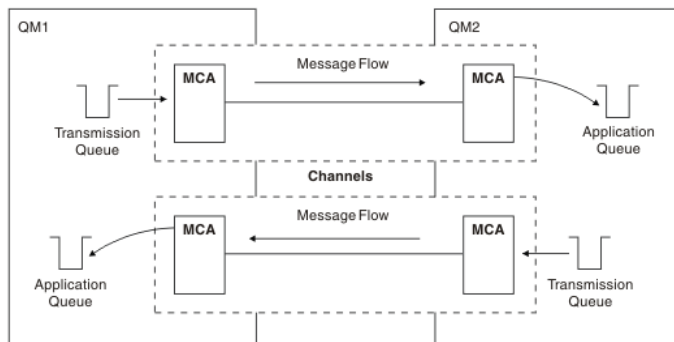 QM1
QM2
Message Flow
MCA
MCA
Transmission
Queue
Application
Queue
Channels
Message Flow
MCA
MCA
Application
Queue
Transmission
Queue